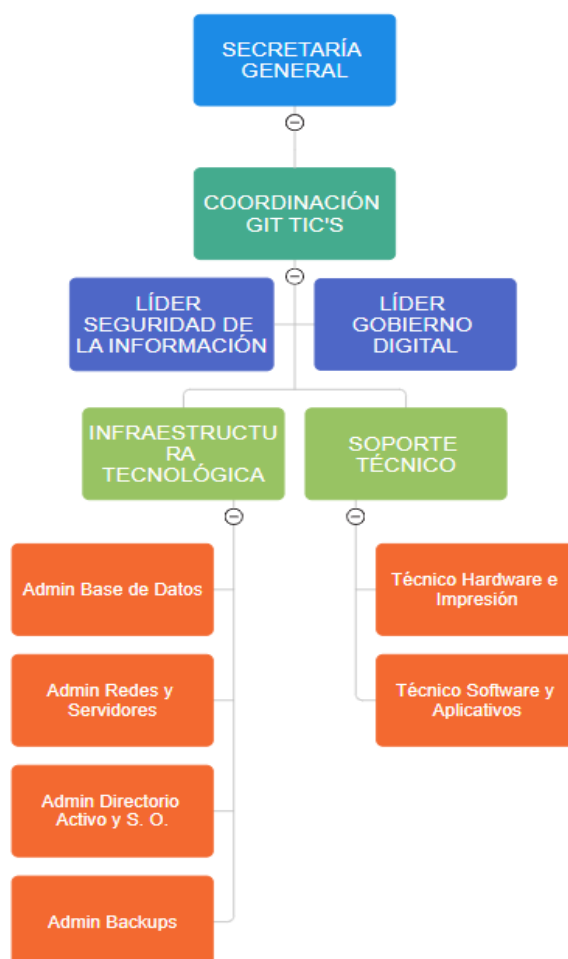 SECRETARÍA
GENERAL
COORDINACIÓN
GIT TIC'S
LÍDER
SEGURIDAD DE
LA INFORMACIÓN
LÍDER
GOBIERNO
DIGITAL
INFRAESTRUCTU
RA
TECNOLÓGICA
SOPORTE
TÉCNICO
Admin Base de Datos
Admin Redes y
Servidores
Admin Directorio
Activo y S. O.
Admin Backups
Técnico Hardware e
Impresión
Técnico Software y
Aplicativos